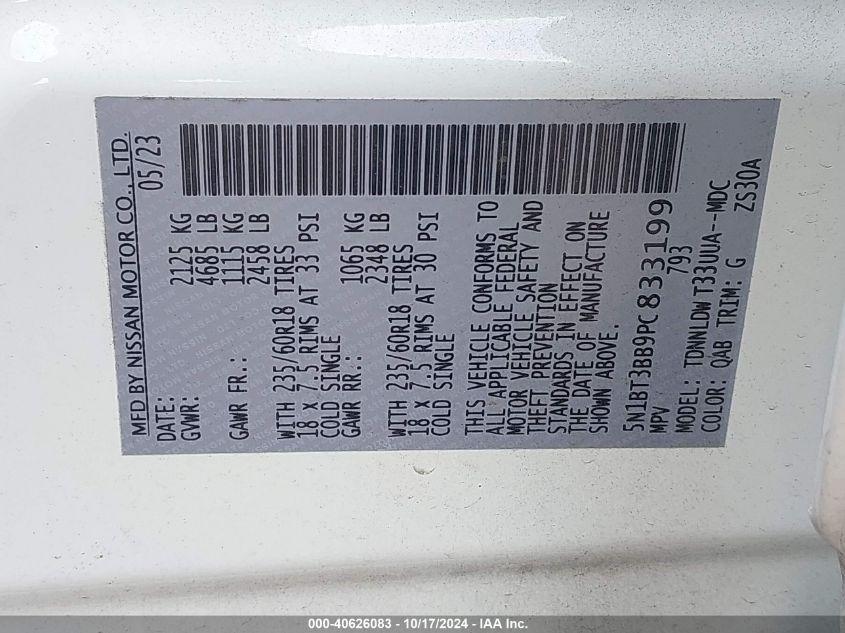 MFD BY NISSAN MOTOR CO., LTD.
DATE: 05/23
GVWR: 2125 KG
4685 LB
GAWR FR.: 1115 KG
2458 LB
WITH 235/60R18 TIRES
18 x 7.5 RIMS AT 33 PSI
COLD SINGLE
GAWR RR.: 1065 KG
2348 LB
WITH 235/60R18 TIRES
18 x 7.5 RIMS AT 30 PSI
COLD SINGLE
THIS VEHICLE CONFORMS TO
ALL APPLICABLE FEDERAL
MOTOR VEHICLE SAFETY AND
THEFT PREVENTION
STANDARDS IN EFFECT ON
THE DATE OF MANUFACTURE
SHOWN ABOVE.
5N1BT3BB9PC833199
MPV 793
MODEL: TDNNLDW T33UUA--MDC
COLOR: QAB TRIM: G ZS30A
000-40626083 - 10/17/2024 - IAA Inc.